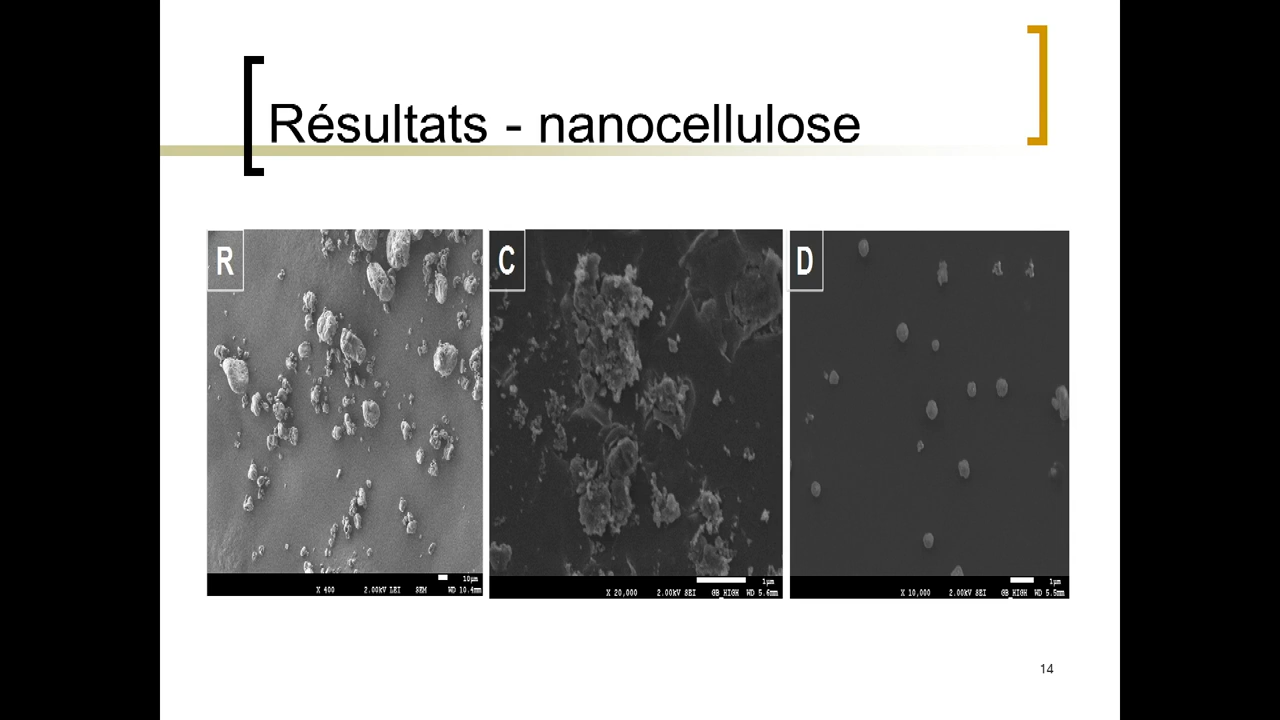 Résultats - nanocellulose
R
C
D
10µm
X 400 2.00kV LEI SEM WD 10.4mm
1µm
X 20,000 2.00kV SEI GB_HIGH WD 5.6mm
1µm
X 10,000 2.00kV SEI GB_HIGH WD 5.5mm
14